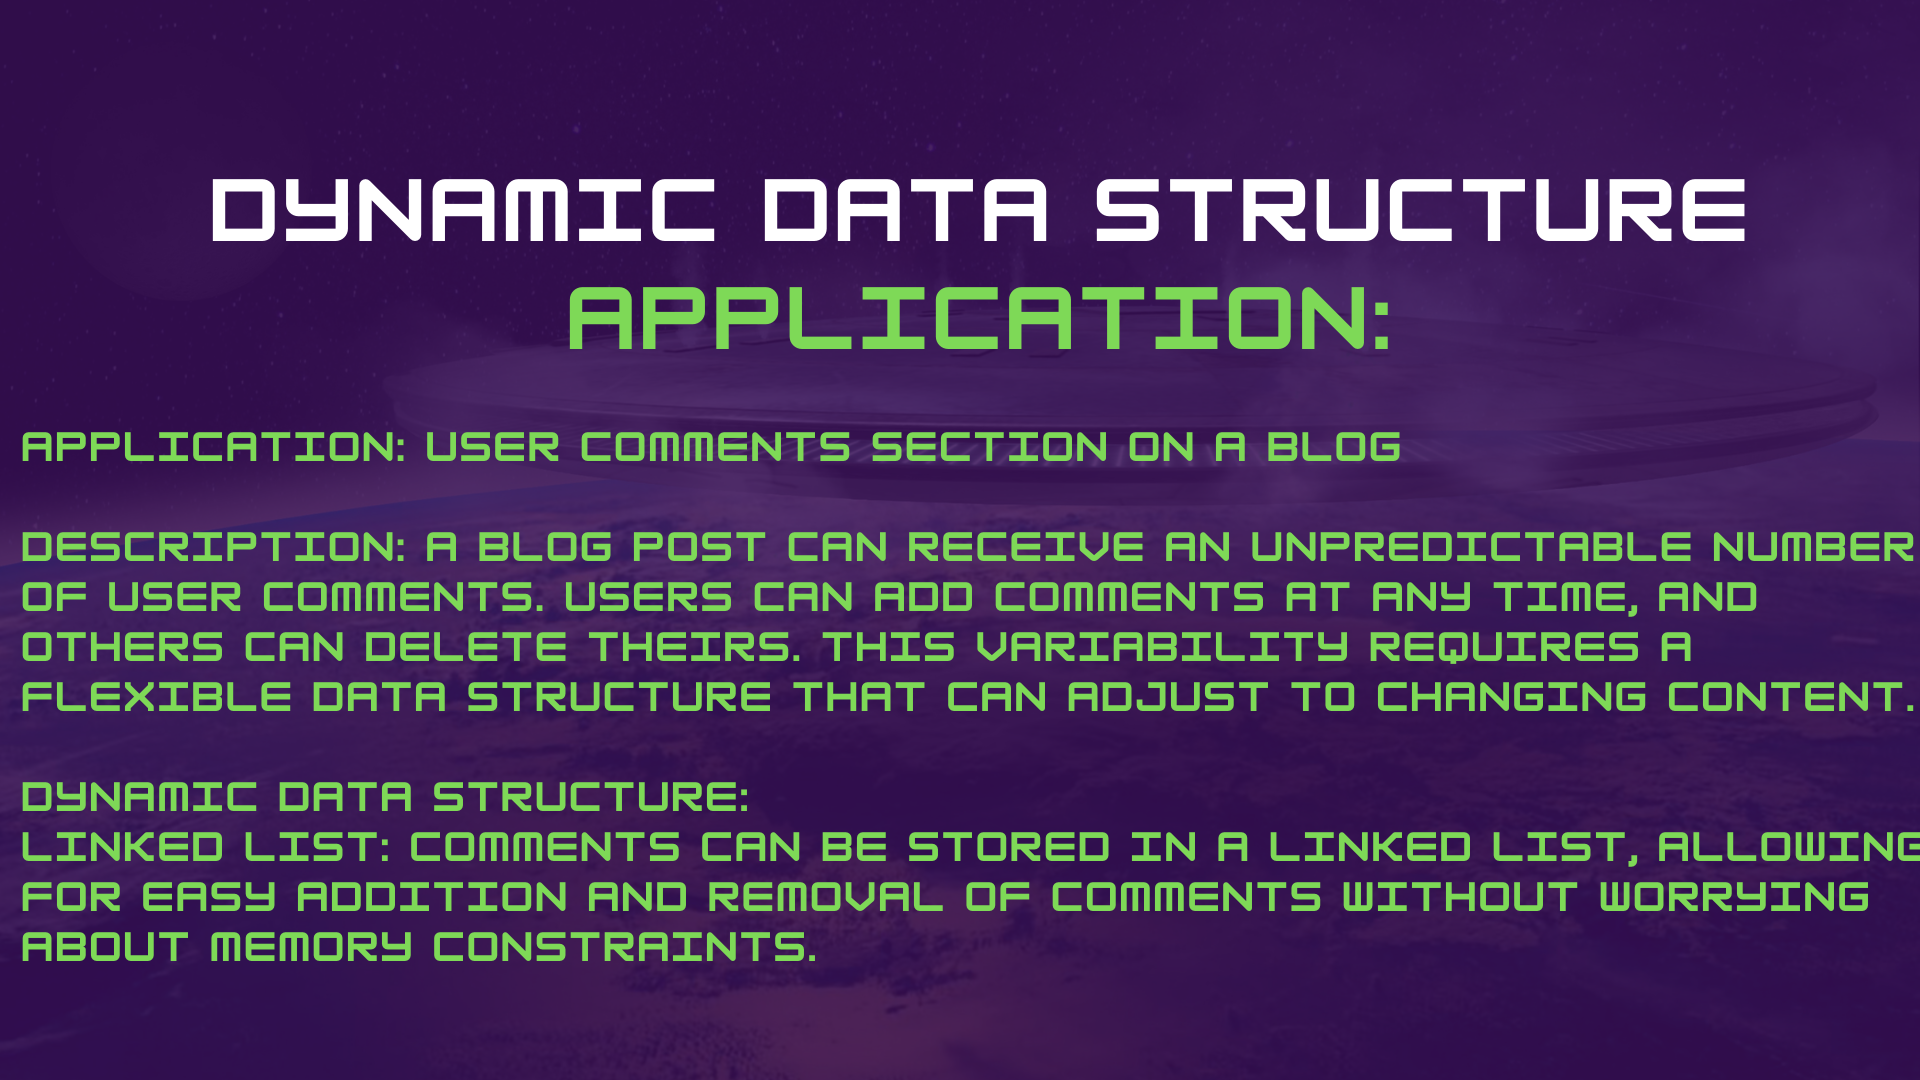 DYNAMIC DATA STRUCTURE
APPLICATION:
APPLICATION: USER COMMENTS SECTION ON A BLOG
DESCRIPTION: A BLOG POST CAN RECEIVE AN UNPREDICTABLE NUMBER
OF USER COMMENTS. USERS CAN ADD COMMENTS AT ANY TIME, AND
OTHERS CAN DELETE THEIRS. THIS VARIABILITY REQUIRES A
FLEXIBLE DATA STRUCTURE THAT CAN ADJUST TO CHANGING CONTENT.
DYNAMIC DATA STRUCTURE:
LINKED LIST: COMMENTS CAN BE STORED IN A LINKED LIST, ALLOWING
FOR EASY ADDITION AND REMOVAL OF COMMENTS WITHOUT WORRYING
ABOUT MEMORY CONSTRAINTS.